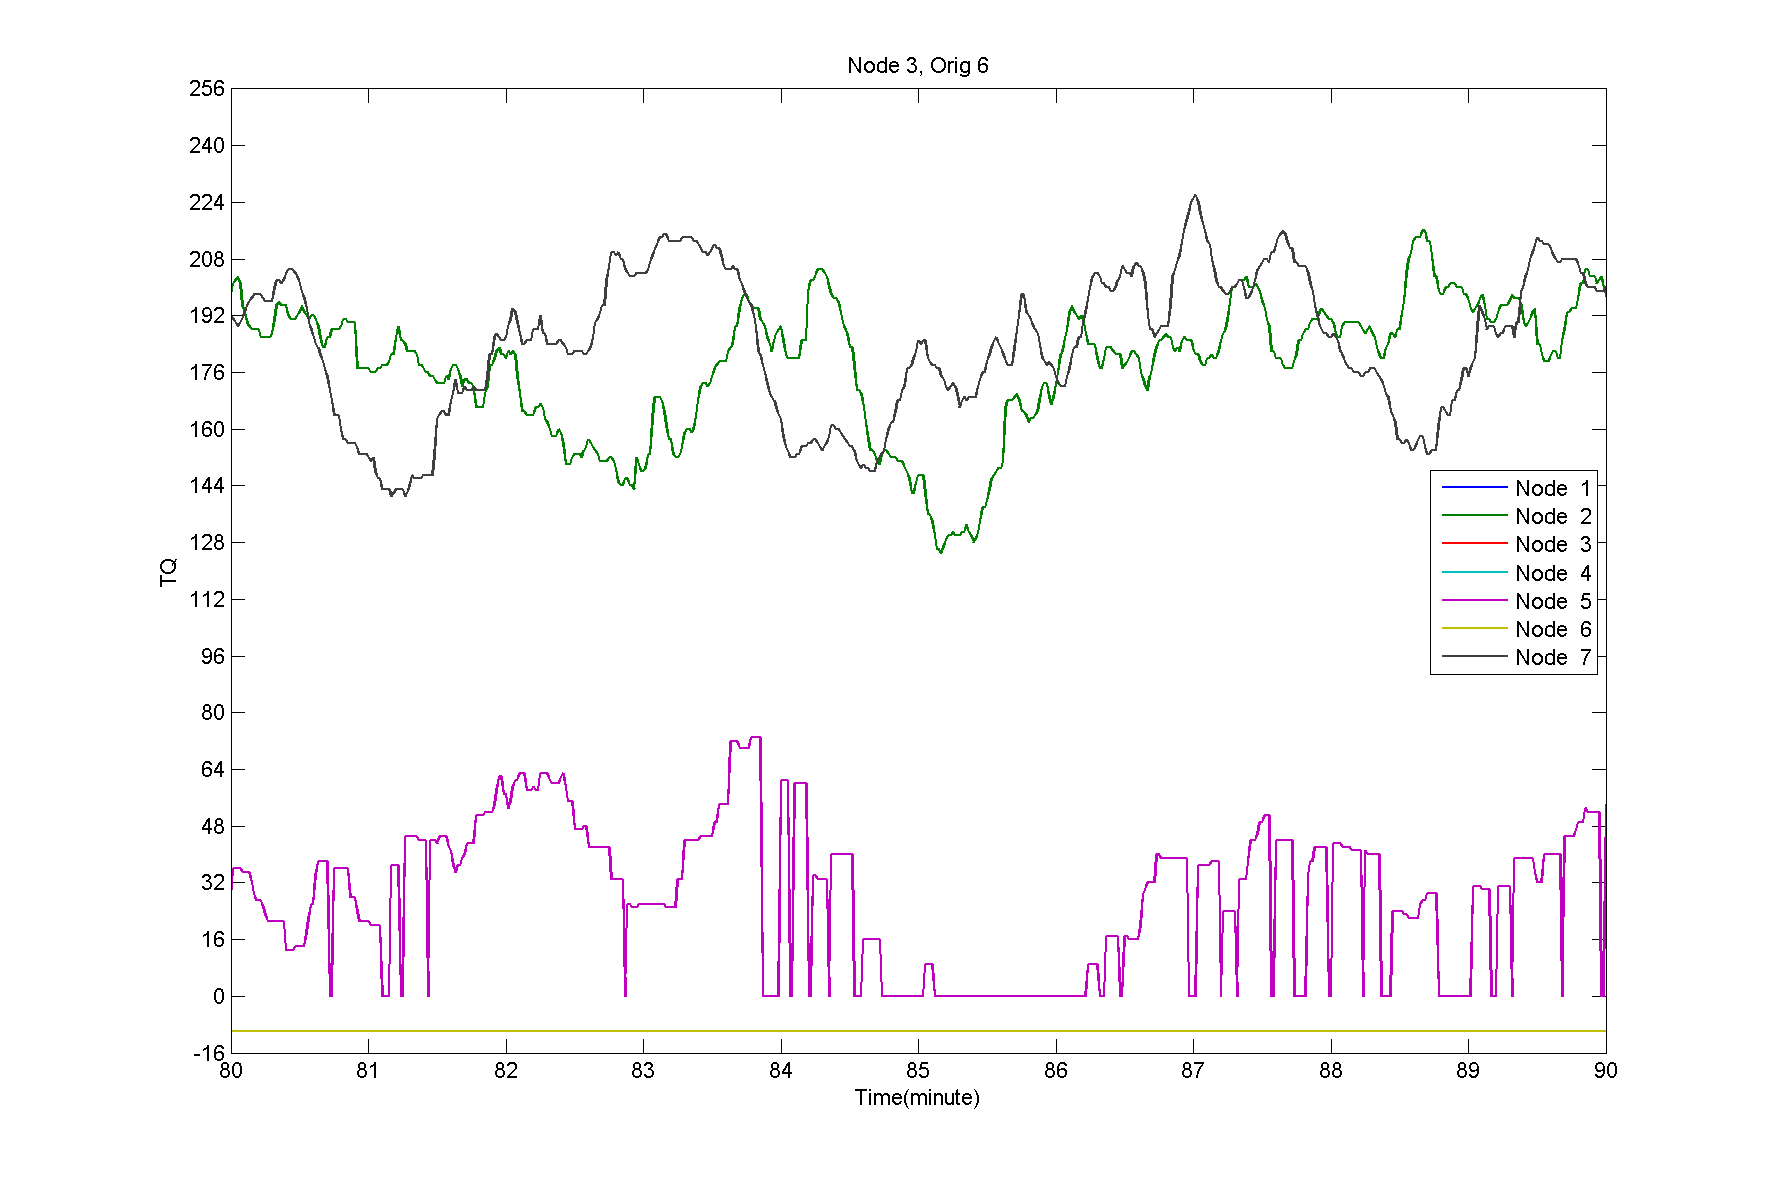 Node 3, Orig 6
256
240
224
208
192
176
160
144
128
112
96
80
64
48
32
16
0
-16
TQ
Node 1
Node 2
Node 3
Node 4
Node 5
Node 6
Node 7
80 81 82 83 84 85 86 87 88 89 90
Time(minute)